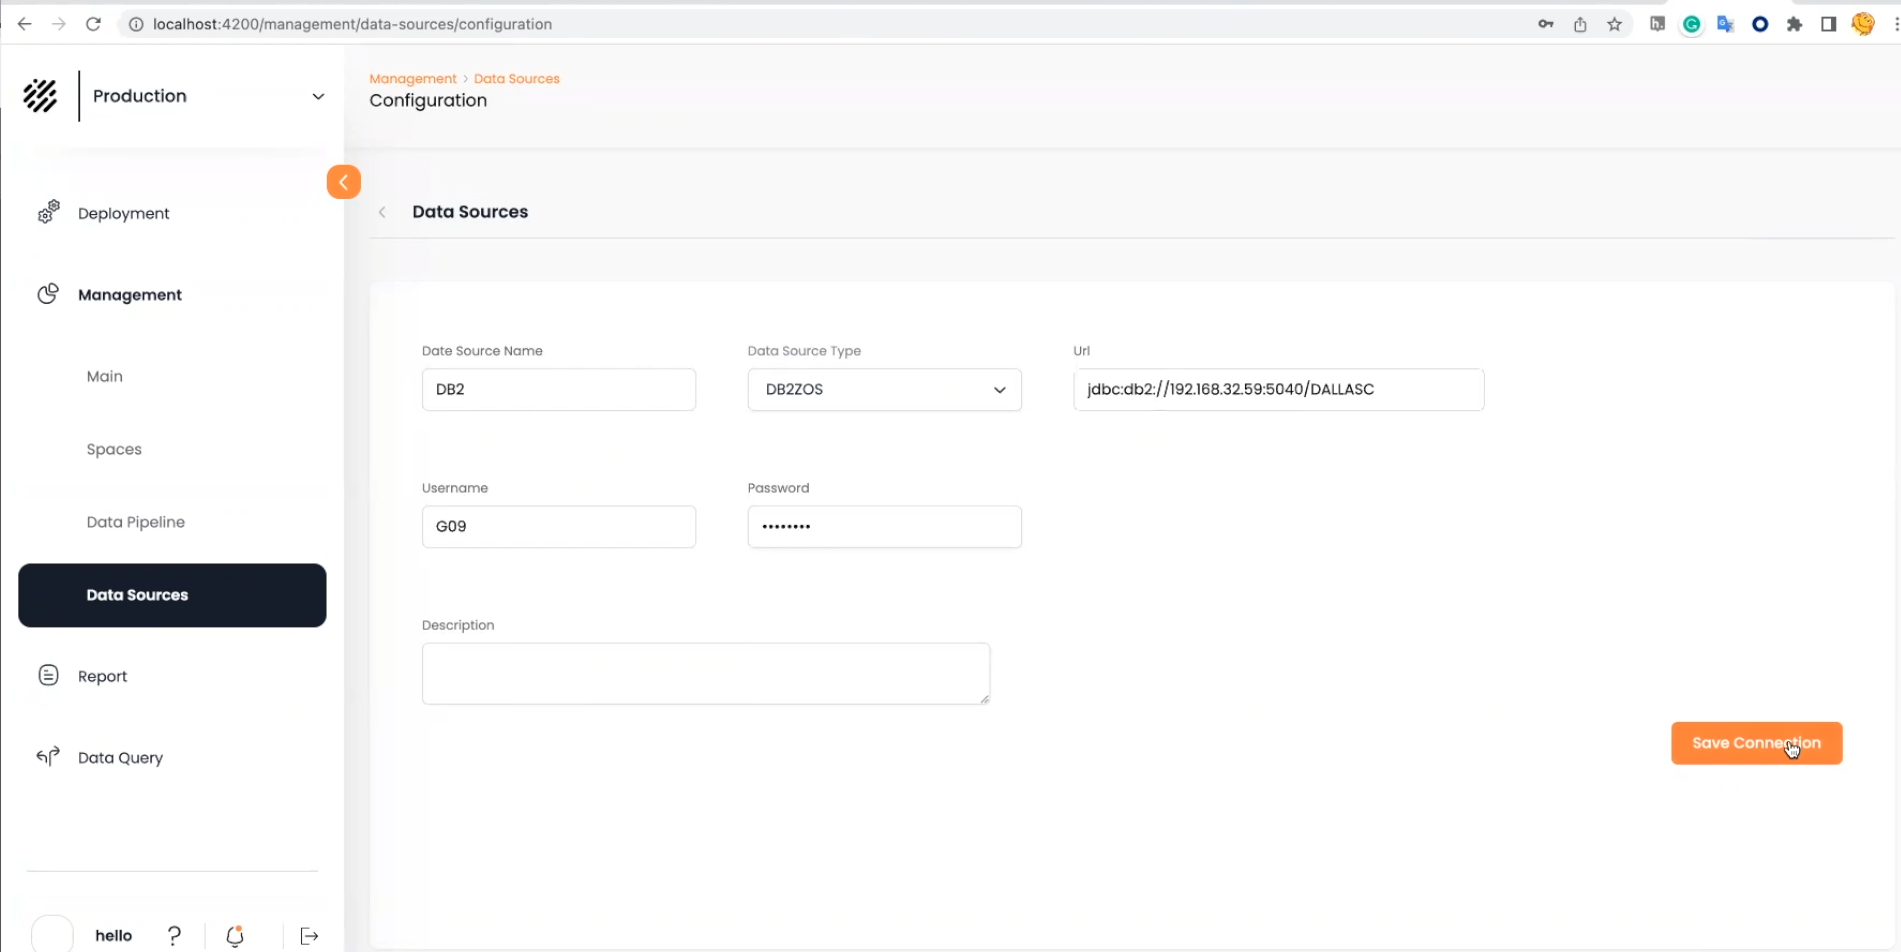 localhost:4200/management/data-sources/configuration
Production
Deployment
Management
Main
Spaces
Data Pipeline
Data Sources
Report
Data Query
hello
?
Management > Data Sources
Configuration
Data Sources
Date Source Name
Data Source Type
Url
DB2
DB2ZOS
jdbc:db2://192.168.32.59:5040/DALLASC
Username
Password
G09
••••••••
Description
Save Connection